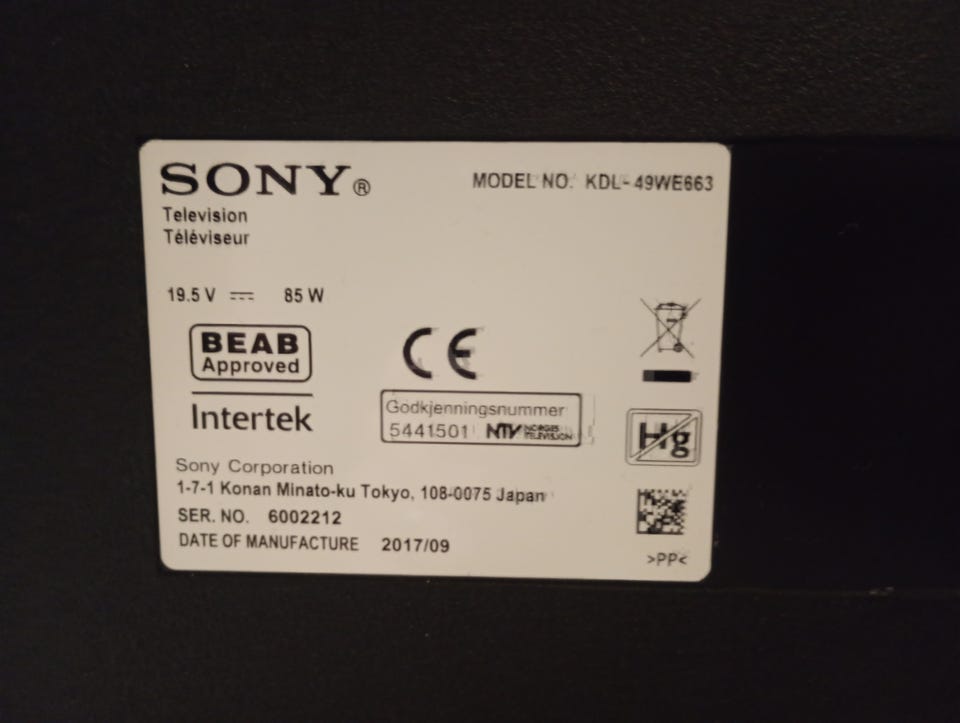 SONY®
MODEL NO. KDL-49WE663
Television
Téléviseur
19.5 V ⎓ 85 W
BEAB
Approved
CE
Intertek
Godkjenningsnummer
5441501 NTV NORGES TELEVISION
Hg
Sony Corporation
1-7-1 Konan Minato-ku Tokyo, 108-0075 Japan
SER. NO. 6002212
DATE OF MANUFACTURE 2017/09
>PP<